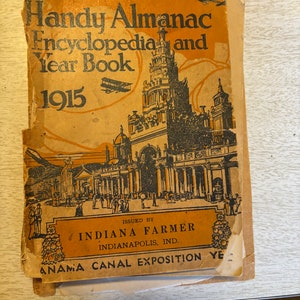 Handy Almanac
Encyclopedia and
Year Book
1915
ISSUED BY
INDIANA FARMER
INDIANAPOLIS, IND.
ANAMA CANAL EXPOSITION YE